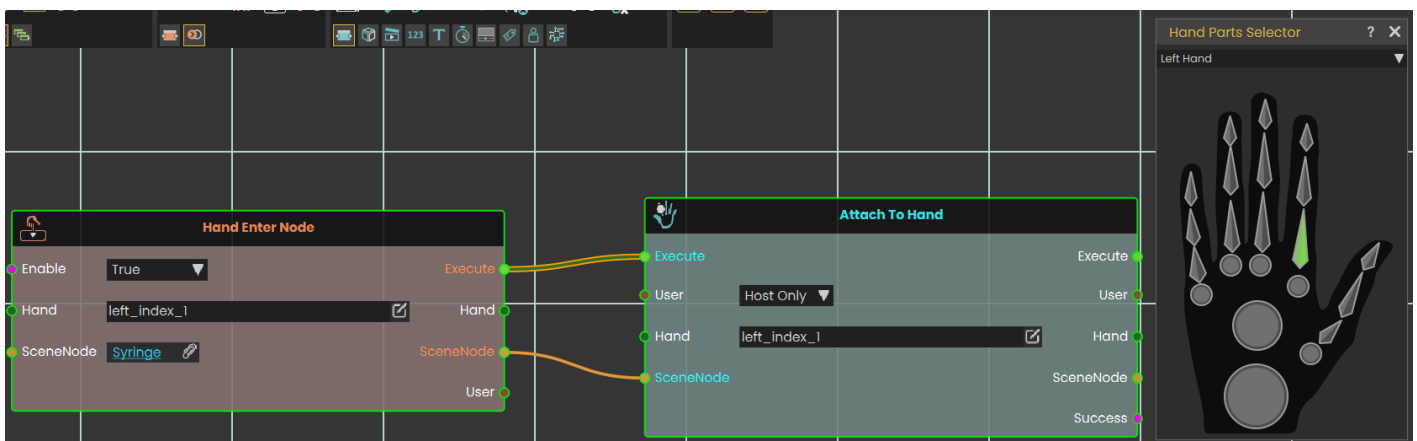 123 T
Hand Parts Selector ? X
Left Hand
Hand Enter Node
Enable True Execute
Hand left_index_1 Hand
SceneNode Syringe SceneNode
User
Attach To Hand
Execute Execute
User Host Only User
Hand left_index_1 Hand
SceneNode SceneNode
Success